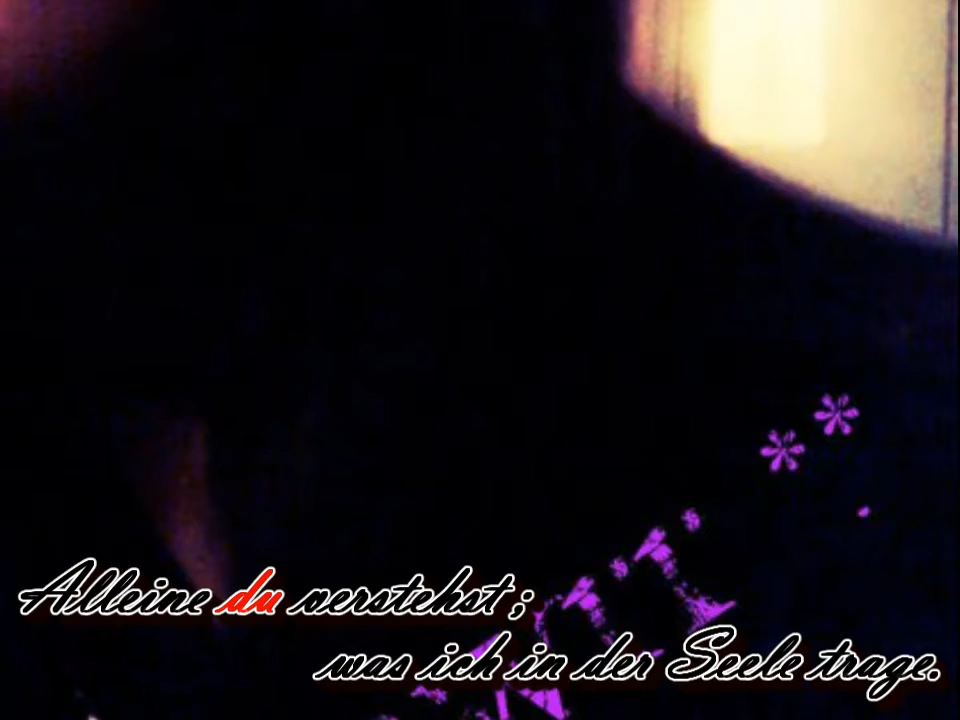 Alleine du verstehst ;
was ich in der Seele trage.